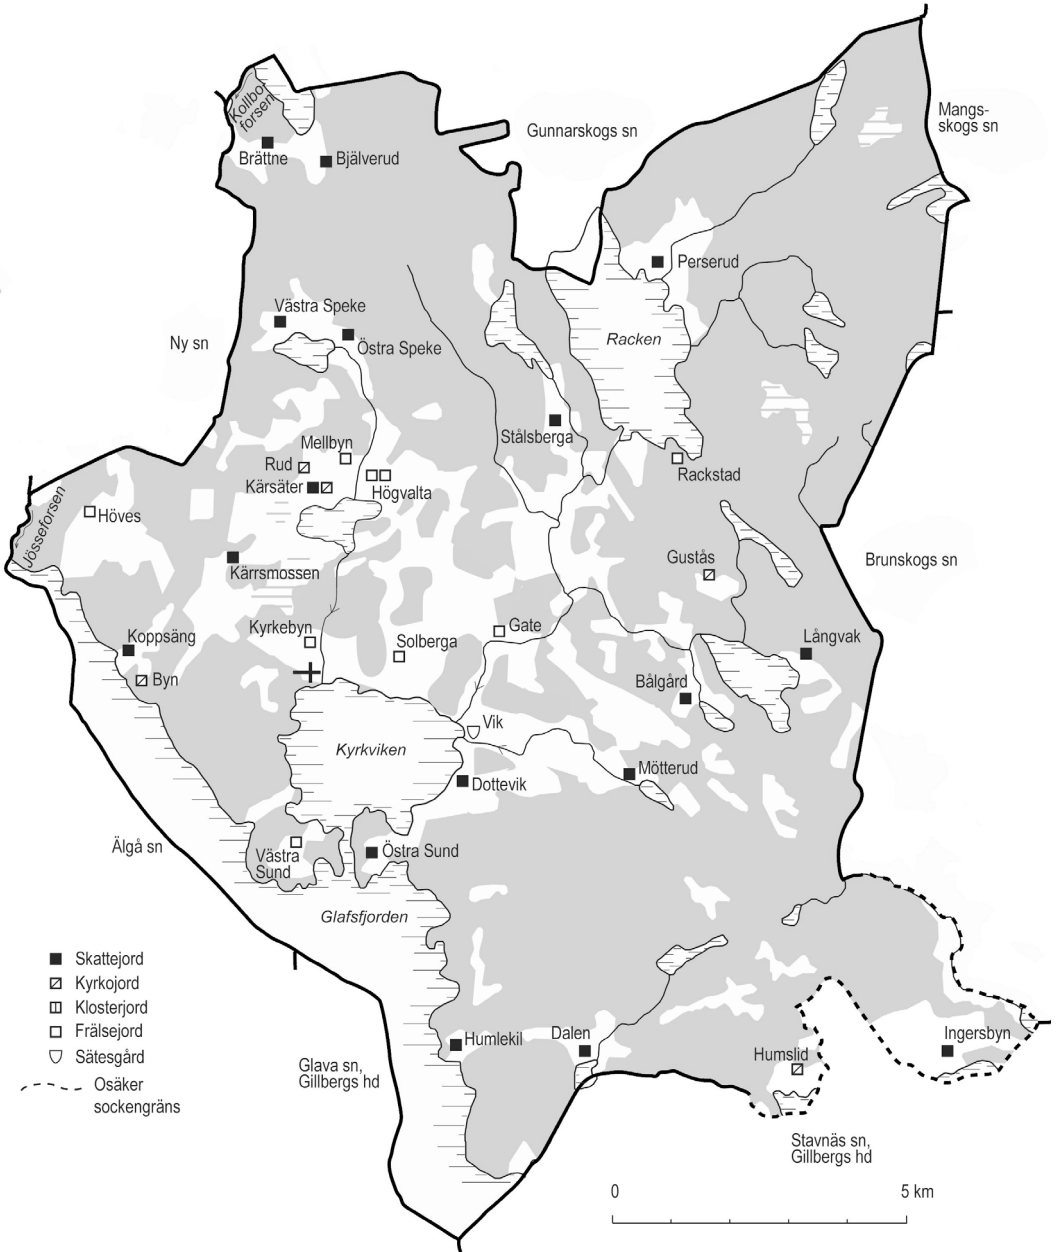 Kollbo-
forsen
Brättne
Bjälverud
Gunnarskogs sn
Mangs-
skogs sn
Perserud
Västra Speke
Östra Speke
Ny sn
Racken
Stålsberga
Mellbyn
Rud
Kärsäter
Högvalta
Rackstad
Jösseforsen
Höves
Kärrsmossen
Gustås
Brunskogs sn
Kyrkebyn
Solberga
Gate
Koppsäng
Byn
Långvak
Bålgård
Vik
Kyrkviken
Dottevik
Mötterud
Älgå sn
Västra
Sund
Östra Sund
Glafsfjorden
Skattejord
Kyrkojord
Klosterjord
Frälsejord
Sätesgård
Osäker
sockengräns
Humlekil
Dalen
Humslid
Ingersbyn
Glava sn,
Gillbergs hd
Stavnäs sn,
Gillbergs hd
0 5 km